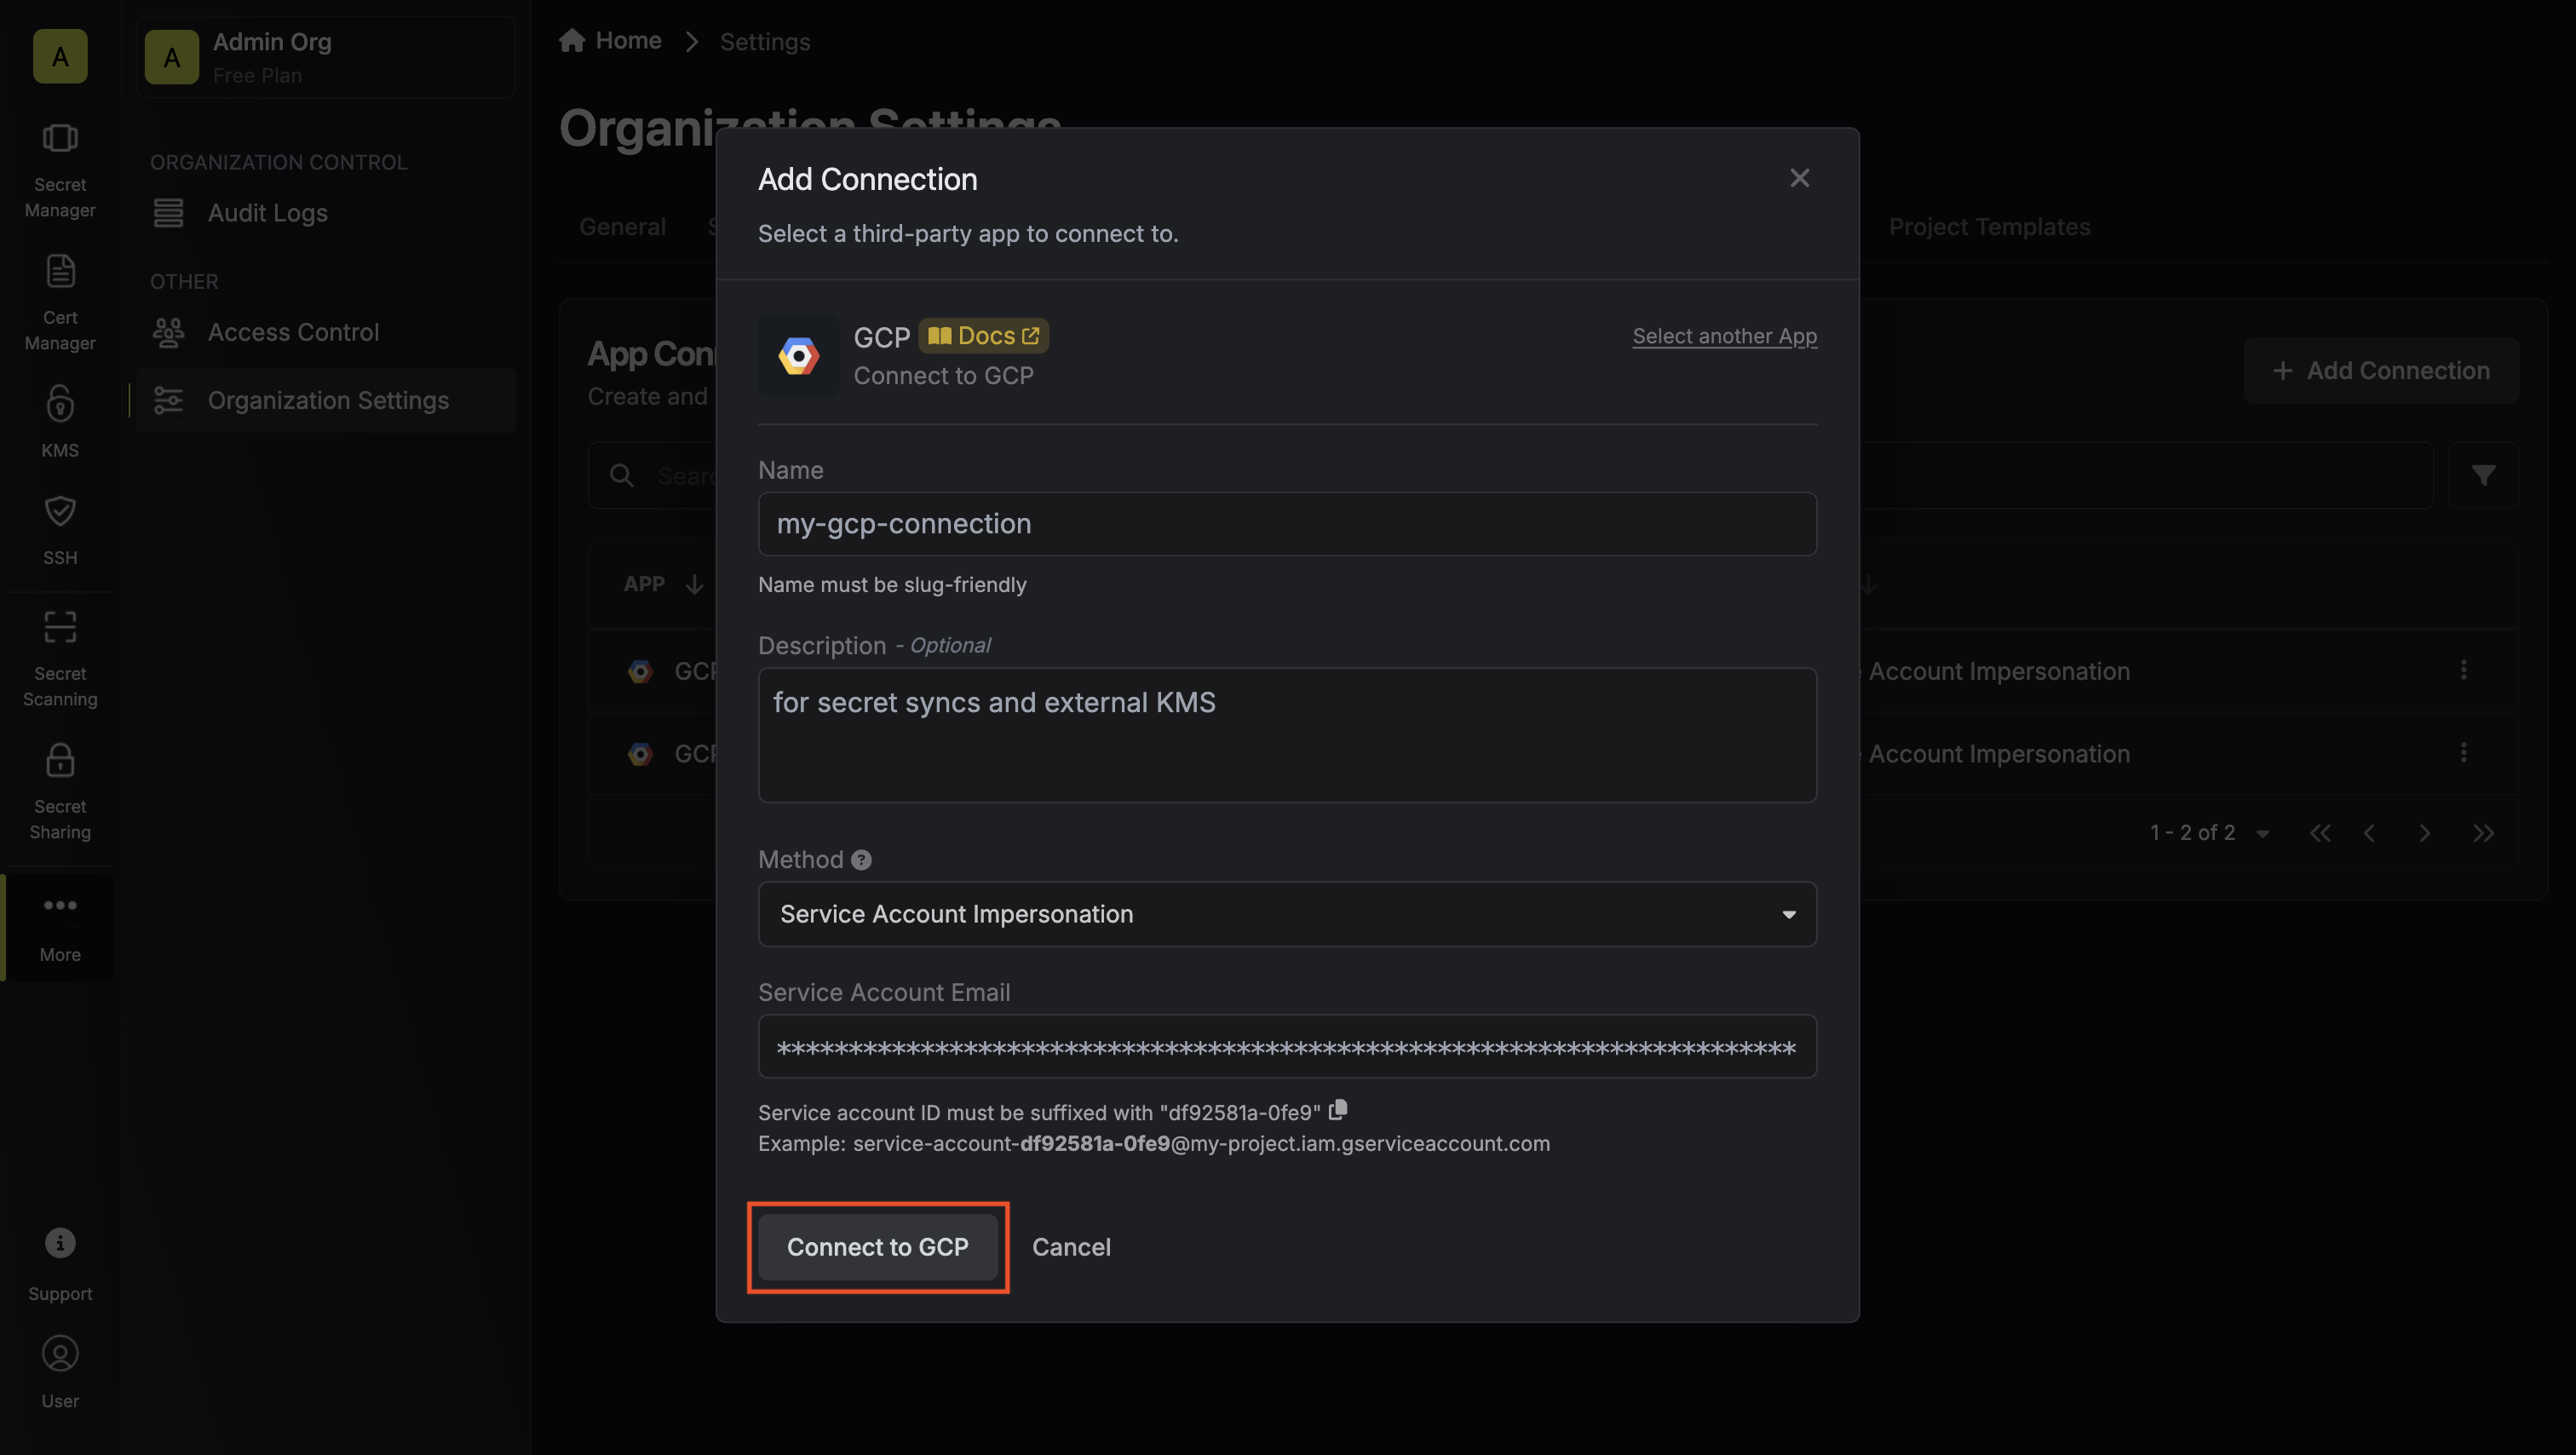 A
Secret
Manager
Cert
Manager
KMS
SSH
Secret
Scanning
Secret
Sharing
More
Support
User
A
Admin Org
Free Plan
ORGANIZATION CONTROL
Audit Logs
OTHER
Access Control
Organization Settings
Home
Settings
Organization Settings
General
Project Templates
App Con
Create and
Add Connection
Sear
APP
GCP
Account Impersonation
GCP
Account Impersonation
1 - 2 of 2
Add Connection
Select a third-party app to connect to.
GCP
Docs
Select another App
Connect to GCP
Name
my-gcp-connection
Name must be slug-friendly
Description - Optional
for secret syncs and external KMS
Method
Service Account Impersonation
Service Account Email
Service account ID must be suffixed with "df92581a-0fe9"
Example: service-account-df92581a-0fe9@my-project.iam.gserviceaccount.com
Connect to GCP
Cancel